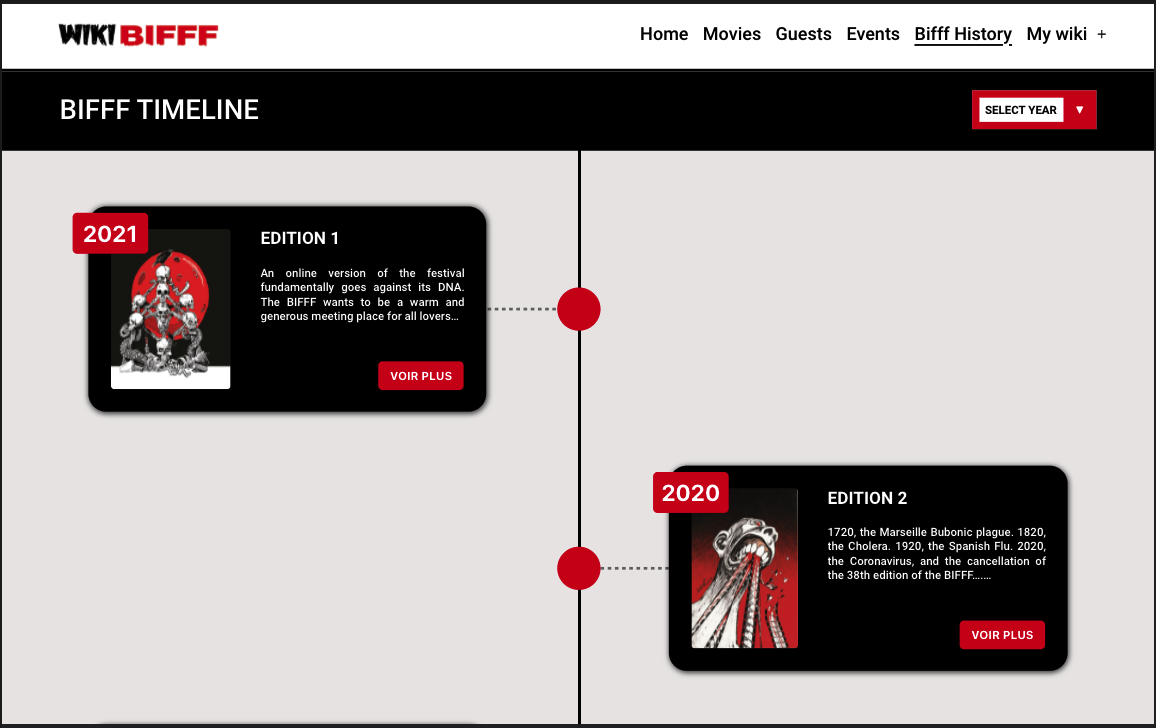 WIKI BIFFF
Home Movies Guests Events Bifff History My wiki +
BIFFF TIMELINE
SELECT YEAR ▼
2021
EDITION 1
An online version of the festival
fundamentally goes against its DNA.
The BIFFF wants to be a warm and
generous meeting place for all lovers...
VOIR PLUS
2020
EDITION 2
1720, the Marseille Bubonic plague. 1820,
the Cholera. 1920, the Spanish Flu. 2020,
the Coronavirus, and the cancellation of
the 38th edition of the BIFFF.......
VOIR PLUS